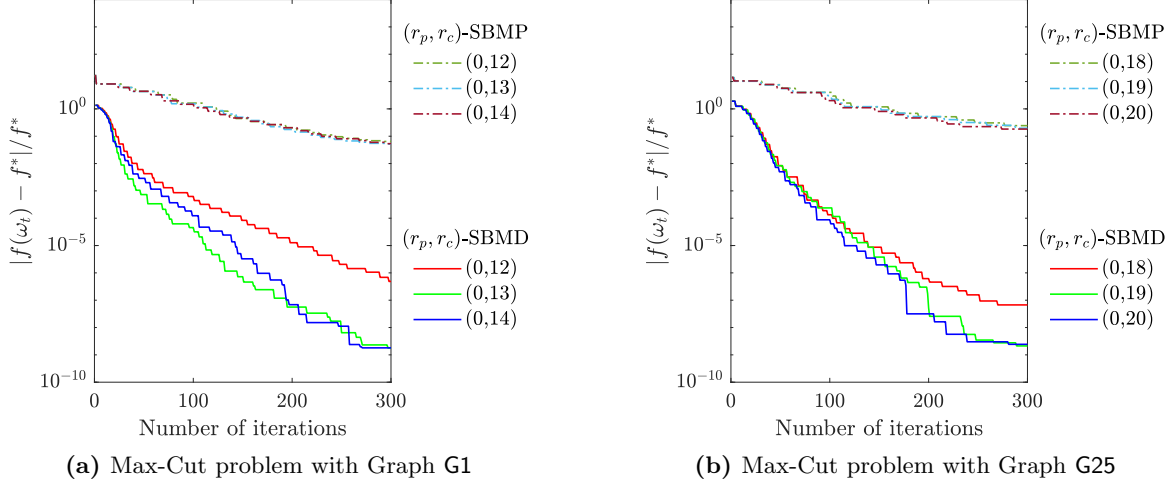 |f(ω_t) − f*|/f*
10^0
10^-5
10^-10
0
100
200
300
Number of iterations
(r_p, r_c)-SBMP
(0,12)
(0,13)
(0,14)
(r_p, r_c)-SBMD
(0,12)
(0,13)
(0,14)
(a) Max-Cut problem with Graph G1
|f(ω_t) − f*|/f*
10^0
10^-5
10^-10
0
100
200
300
Number of iterations
(r_p, r_c)-SBMP
(0,18)
(0,19)
(0,20)
(r_p, r_c)-SBMD
(0,18)
(0,19)
(0,20)
(b) Max-Cut problem with Graph G25